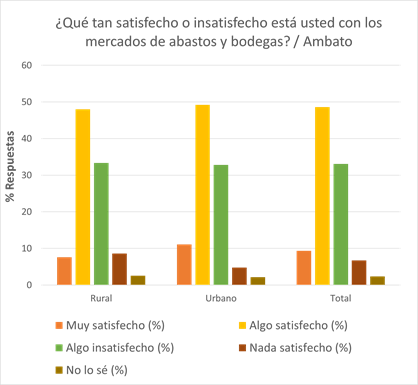 ¿Qué tan satisfecho o insatisfecho está usted con los
mercados de abastos y bodegas? / Ambato
60
50
40
30
20
10
0
% Respuestas
Rural
Urbano
Total
Muy satisfecho (%)
Algo satisfecho (%)
Algo insatisfecho (%)
Nada satisfecho (%)
No lo sé (%)